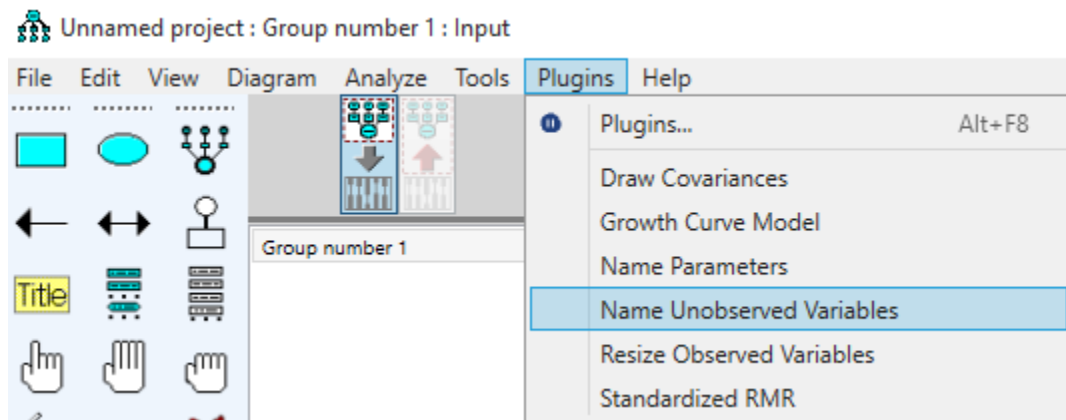 Unnamed project : Group number 1 : Input
File Edit View Diagram Analyze Tools Plugins Help
Plugins... Alt+F8
Draw Covariances
Growth Curve Model
Group number 1
Name Parameters
Title
Name Unobserved Variables
Resize Observed Variables
Standardized RMR